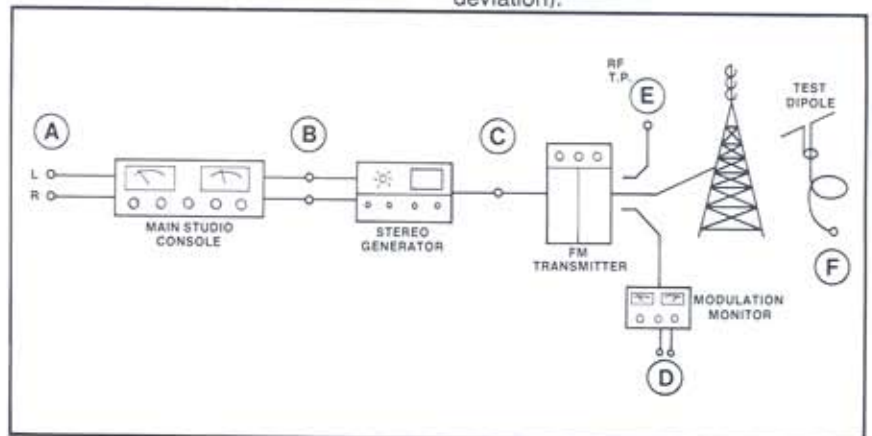 deviation).
RF
T.P.
E
TEST
DIPOLE
A
B
C
L
R
MAIN STUDIO
CONSOLE
STEREO
GENERATOR
FM
TRANSMITTER
F
MODULATION
MONITOR
D